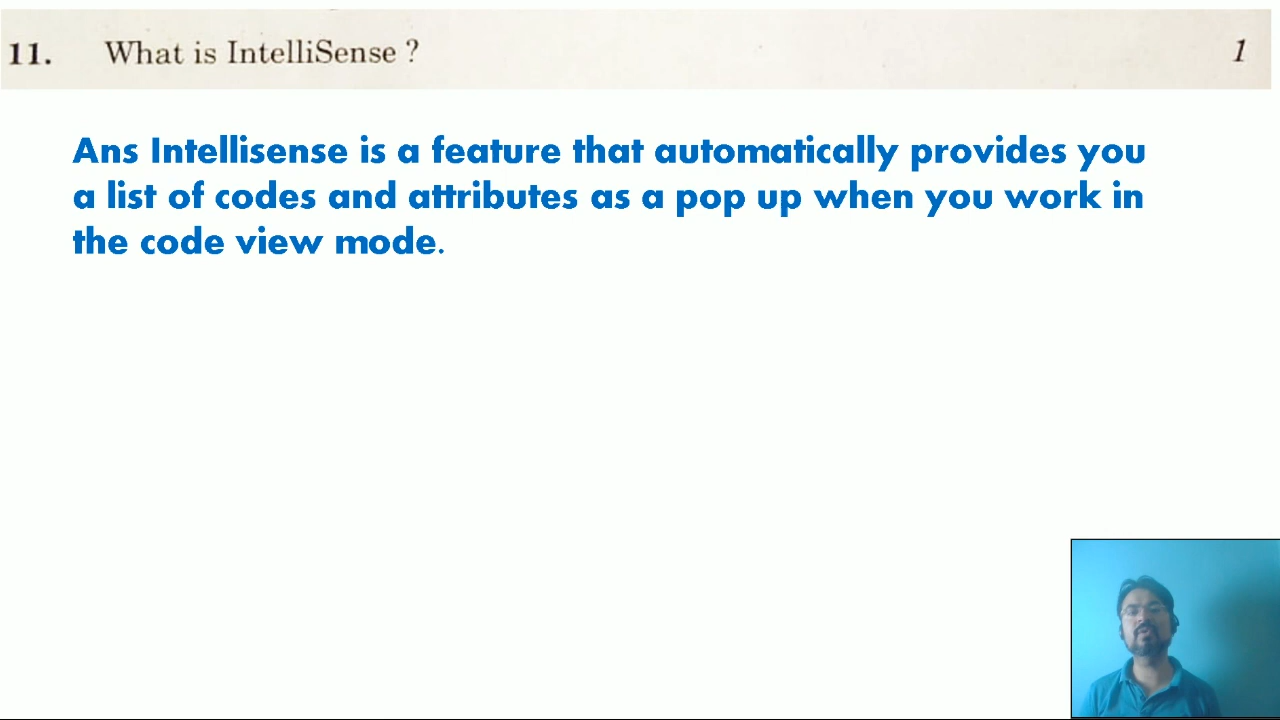 11. What is IntelliSense ? 1
Ans Intellisense is a feature that automatically provides you
a list of codes and attributes as a pop up when you work in
the code view mode.